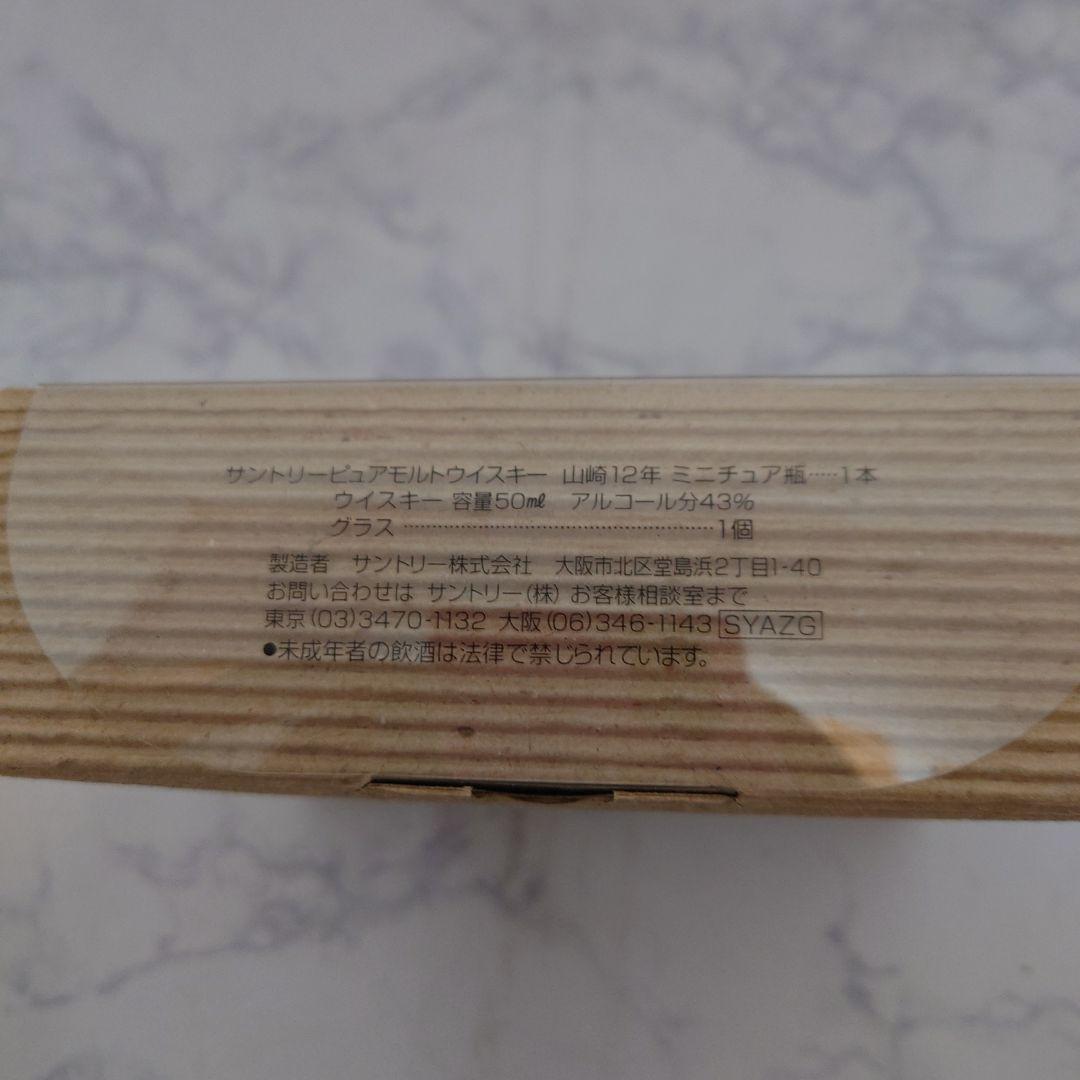 サントリーピュアモルトウイスキー 山崎12年 ミニチュア瓶……1本
ウイスキー 容量50㎖ アルコール分43%
グラス……………………………………1個
製造者 サントリー株式会社 大阪市北区堂島浜2丁目1-40
お問い合わせは サントリー(株) お客様相談室まで
東京(03)3470-1132 大阪(06)346-1143 SYAZG
●未成年者の飲酒は法律で禁じられています。